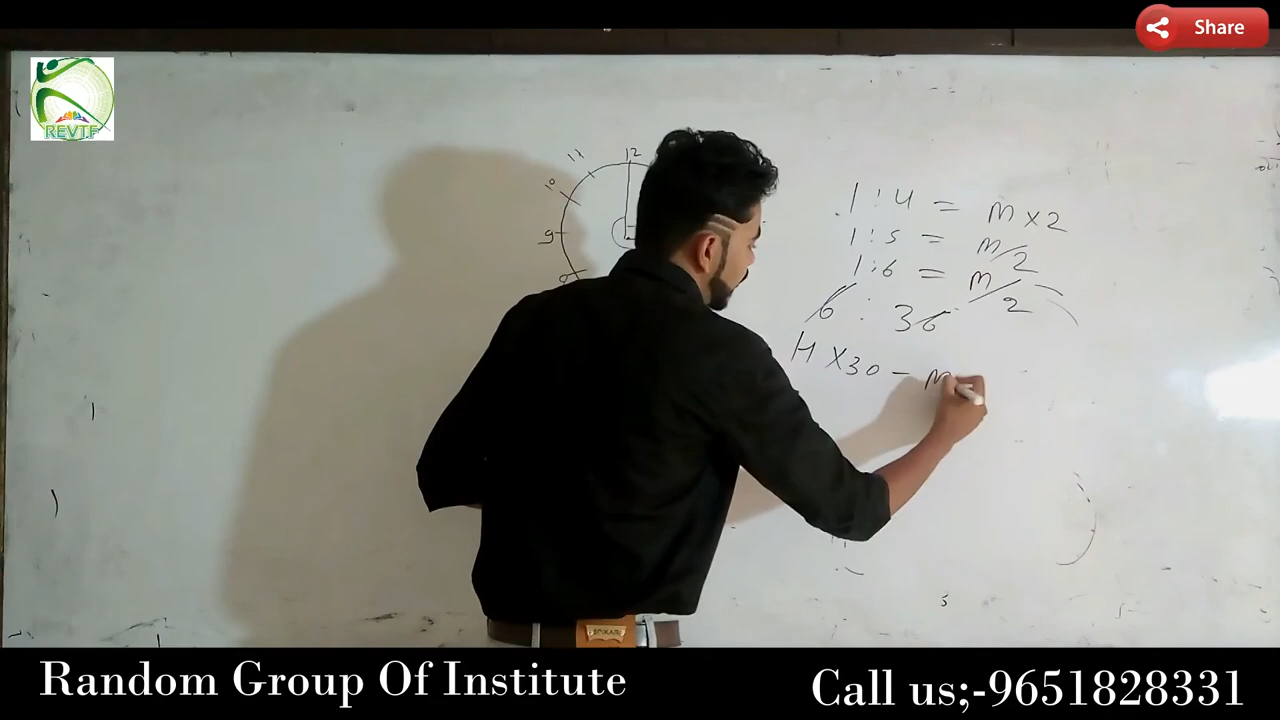 Share
REVTF
12
11
10
9
8
1:4 = M×2
1:5 = M/2
1:6 = M/2
6 : 36
H×30 - M
Random Group Of Institute
Call us;-9651828331